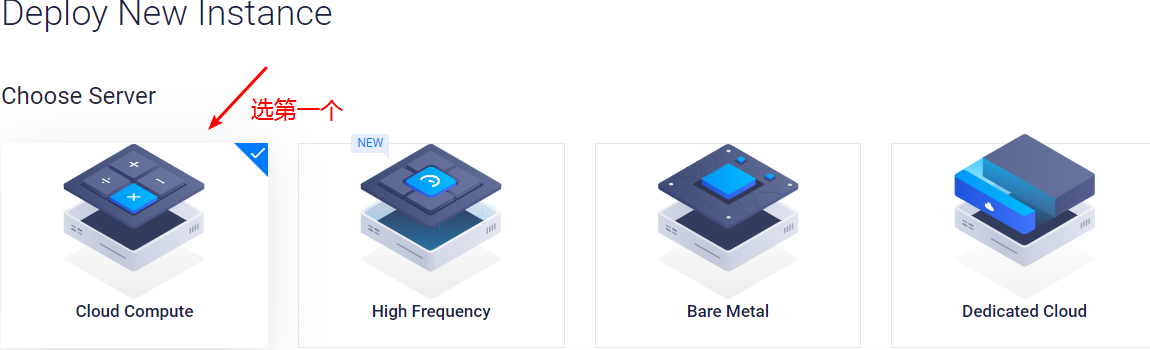 Deploy New Instance
Choose Server
选第一个
NEW
Cloud Compute
High Frequency
Bare Metal
Dedicated Cloud